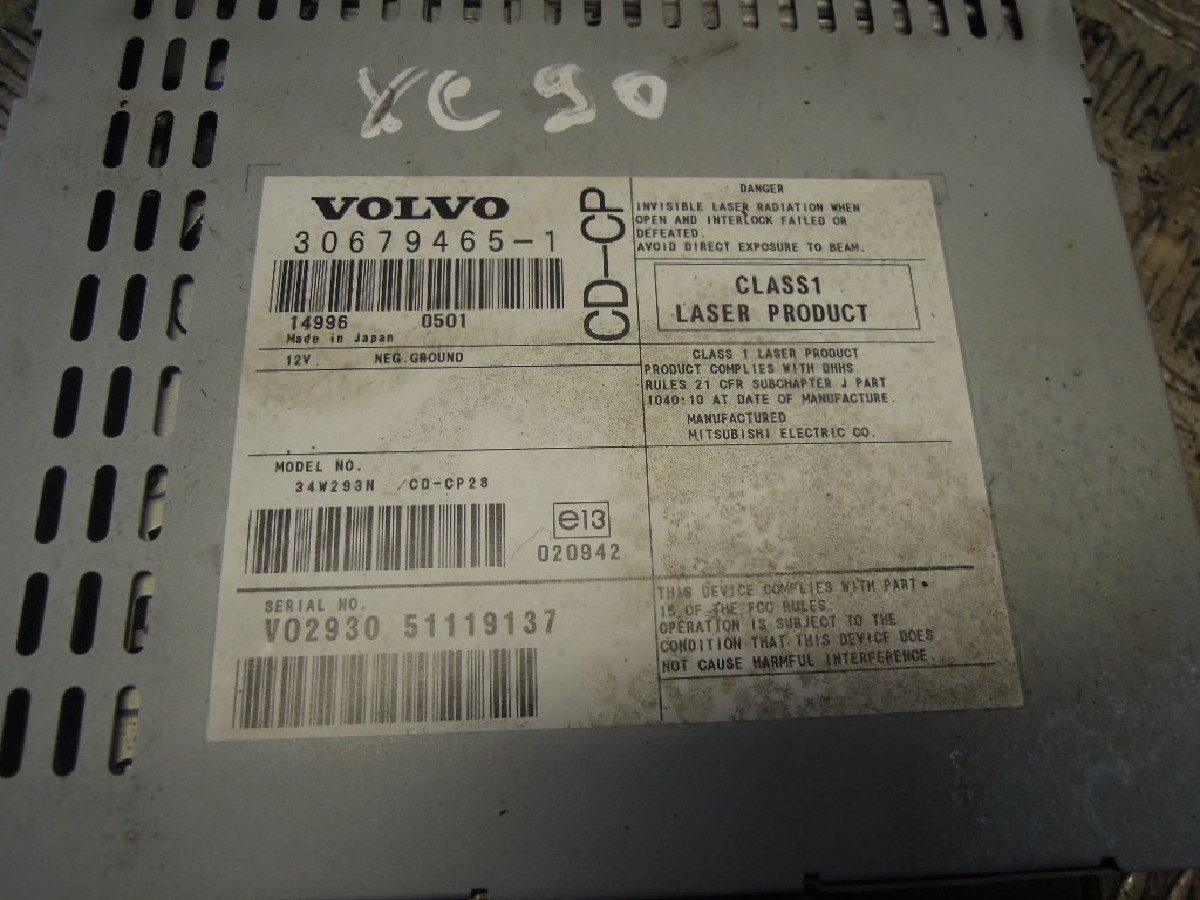 XC 90
VOLVO
30679465-1
CD-CP
14996 0501
Made in Japan
12V. NEG.GROUND
MODEL NO.
34W293N /CD-CP28
e13
020942
SERIAL NO.
V02930 51119137
DANGER
INVISIBLE LASER RADIATION WHEN
OPEN AND INTERLOCK FAILED OR
DEFEATED.
AVOID DIRECT EXPOSURE TO BEAM.
CLASS1
LASER PRODUCT
CLASS 1 LASER PRODUCT
PRODUCT COMPLIES WITH DHHS
RULES 21 CFR SUBCHAPTER J PART
1040:10 AT DATE OF MANUFACTURE.
MANUFACTURED
MITSUBISHI ELECTRIC CO.
THIS DEVICE COMPLIES WITH PART
15 OF THE FCC RULES
OPERATION IS SUBJECT TO THE
CONDITION THAT THIS DEVICE DOES
NOT CAUSE HARMFUL INTERFERENCE.